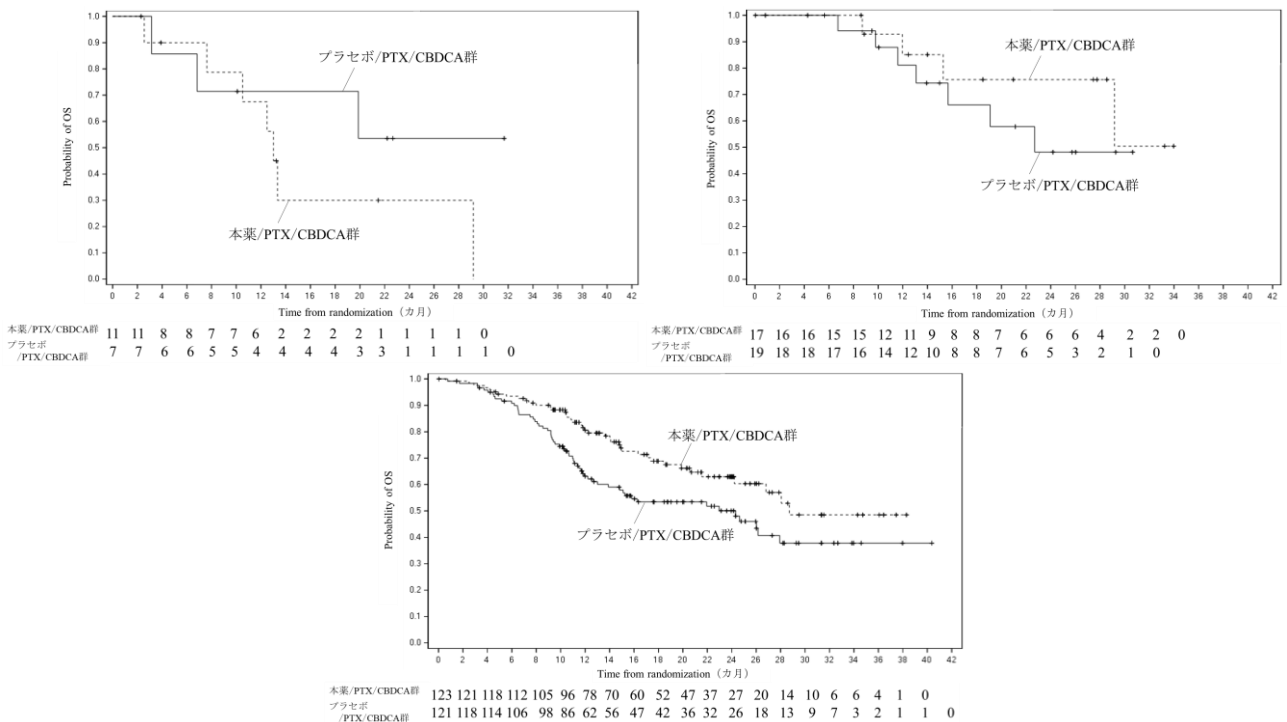 Probability of OS
1.0
0.9
0.8
0.7
0.6
0.5
0.4
0.3
0.2
0.1
0.0
プラセボ/PTX/CBDCA群
本薬/PTX/CBDCA群
0 2 4 6 8 10 12 14 16 18 20 22 24 26 28 30 32 34 36 38 40 42
Time from randomization（カ月）
本薬/PTX/CBDCA群 11 11 8 8 7 7 6 2 2 2 2 1 1 1 1 0
プラセボ
/PTX/CBDCA群 7 7 6 6 5 5 4 4 4 4 3 3 1 1 1 1 0
Probability of OS
1.0
0.9
0.8
0.7
0.6
0.5
0.4
0.3
0.2
0.1
0.0
本薬/PTX/CBDCA群
プラセボ/PTX/CBDCA群
0 2 4 6 8 10 12 14 16 18 20 22 24 26 28 30 32 34 36 38 40 42
Time from randomization（カ月）
本薬/PTX/CBDCA群 17 16 16 15 15 12 11 9 8 8 7 6 6 6 4 2 2 0
プラセボ
/PTX/CBDCA群 19 18 18 17 16 14 12 10 8 8 7 6 5 3 2 1 0
Probability of OS
1.0
0.9
0.8
0.7
0.6
0.5
0.4
0.3
0.2
0.1
0.0
本薬/PTX/CBDCA群
プラセボ/PTX/CBDCA群
0 2 4 6 8 10 12 14 16 18 20 22 24 26 28 30 32 34 36 38 40 42
Time from randomization（カ月）
本薬/PTX/CBDCA群 123 121 118 112 105 96 78 70 60 52 47 37 27 20 14 10 6 6 4 1 0
プラセボ
/PTX/CBDCA群 121 118 114 106 98 86 62 56 47 42 36 32 26 18 13 9 7 3 2 1 1 0